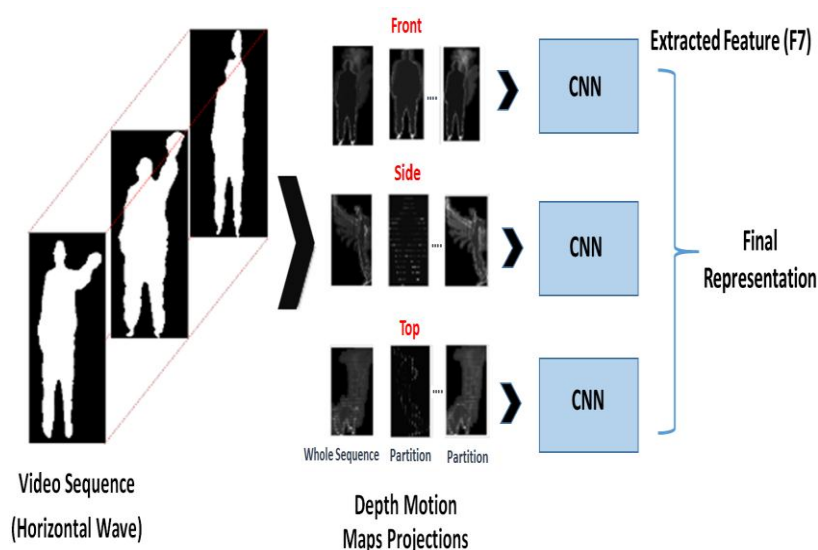 Front
Extracted Feature (F7)
CNN
....
Side
CNN
....
Final
Representation
Top
CNN
....
Whole Sequence Partition Partition
Video Sequence
(Horizontal Wave)
Depth Motion
Maps Projections